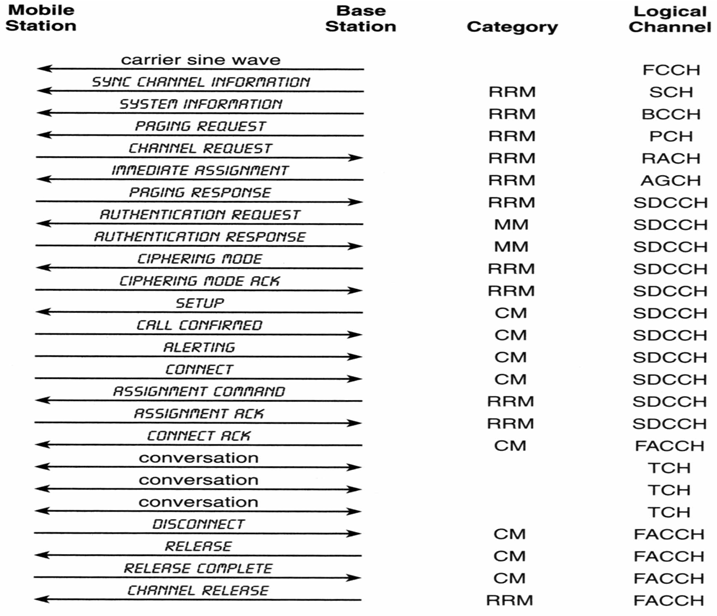 Mobile Station Base Station Category Logical Channel
carrier sine wave FCCH
SYNC CHANNEL INFORMATION RRM SCH
SYSTEM INFORMATION RRM BCCH
PAGING REQUEST RRM PCH
CHANNEL REQUEST RRM RACH
IMMEDIATE ASSIGNMENT RRM AGCH
PAGING RESPONSE RRM SDCCH
AUTHENTICATION REQUEST MM SDCCH
AUTHENTICATION RESPONSE MM SDCCH
CIPHERING MODE RRM SDCCH
CIPHERING MODE ACK RRM SDCCH
SETUP CM SDCCH
CALL CONFIRMED CM SDCCH
ALERTING CM SDCCH
CONNECT CM SDCCH
ASSIGNMENT COMMAND RRM SDCCH
ASSIGNMENT ACK RRM SDCCH
CONNECT ACK CM FACCH
conversation TCH
conversation TCH
conversation TCH
DISCONNECT CM FACCH
RELEASE CM FACCH
RELEASE COMPLETE CM FACCH
CHANNEL RELEASE RRM FACCH